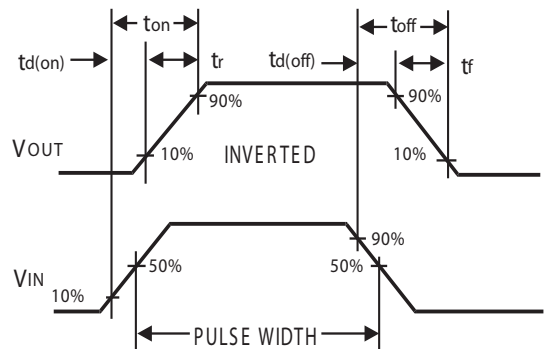 ton
toff
td(on)
tr
td(off)
tf
90%
90%
VOUT
10%
INVERTED
10%
90%
VIN
50%
50%
10%
PULSE WIDTH